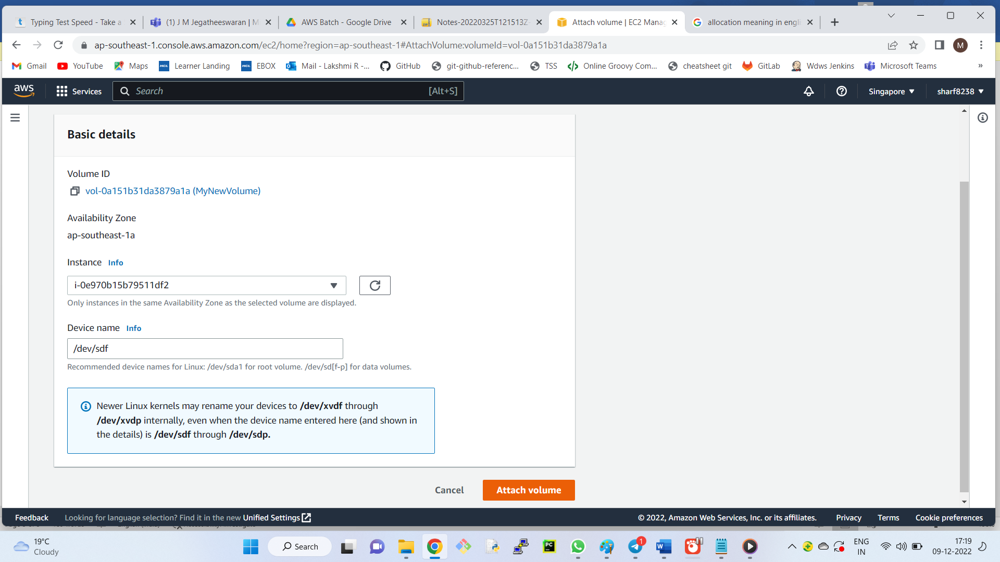 Typing Test Speed - Take a
(1) J M Jegatheeswaran | M
AWS Batch - Google Drive
Notes-20220325T121513Z-
Attach volume | EC2 Manag
allocation meaning in engli
ap-southeast-1.console.aws.amazon.com/ec2/home?region=ap-southeast-1#AttachVolume:volumeId=vol-0a151b31da3879a1a
M
Gmail
YouTube
Maps
HCL
Learner Landing
HCL
EBOX
Mail - Lakshmi R -...
GitHub
git-github-referenc...
TSS
Online Groovy Com...
cheatsheet git
GitLab
Wdws Jenkins
Microsoft Teams
»
aws
Services
Search
[Alt+S]
Singapore
sharf8238
Basic details
Volume ID
vol-0a151b31da3879a1a (MyNewVolume)
Availability Zone
ap-southeast-1a
Instance Info
i-0e970b15b79511df2
Only instances in the same Availability Zone as the selected volume are displayed.
Device name Info
/dev/sdf
Recommended device names for Linux: /dev/sda1 for root volume. /dev/sd[f-p] for data volumes.
Newer Linux kernels may rename your devices to /dev/xvdf through
/dev/xvdp internally, even when the device name entered here (and shown in
the details) is /dev/sdf through /dev/sdp.
Cancel
Attach volume
Feedback
Looking for language selection? Find it in the new Unified Settings
© 2022, Amazon Web Services, Inc. or its affiliates.
Privacy
Terms
Cookie preferences
19°C
Cloudy
Search
PC
1
W
ENG
IN
17:19
09-12-2022